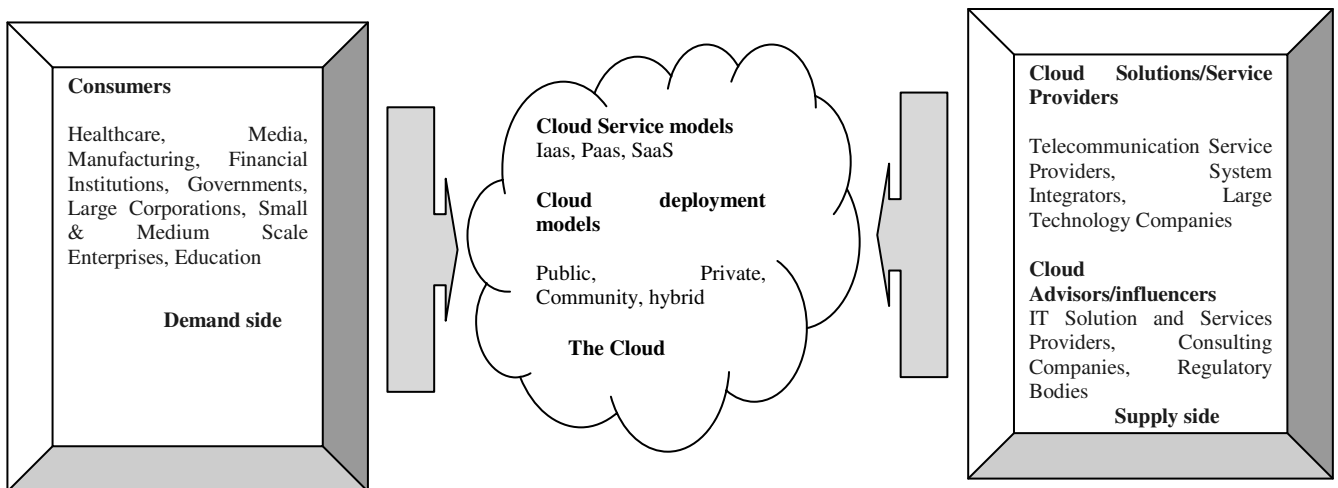 Consumers
Healthcare, Media,
Manufacturing, Financial
Institutions, Governments,
Large Corporations, Small
& Medium Scale
Enterprises, Education
Demand side
Cloud Service models
Iaas, Paas, SaaS
Cloud deployment
models
Public, Private,
Community, hybrid
The Cloud
Cloud Solutions/Service
Providers
Telecommunication Service
Providers, System
Integrators, Large
Technology Companies
Cloud
Advisors/influencers
IT Solution and Services
Providers, Consulting
Companies, Regulatory
Bodies
Supply side